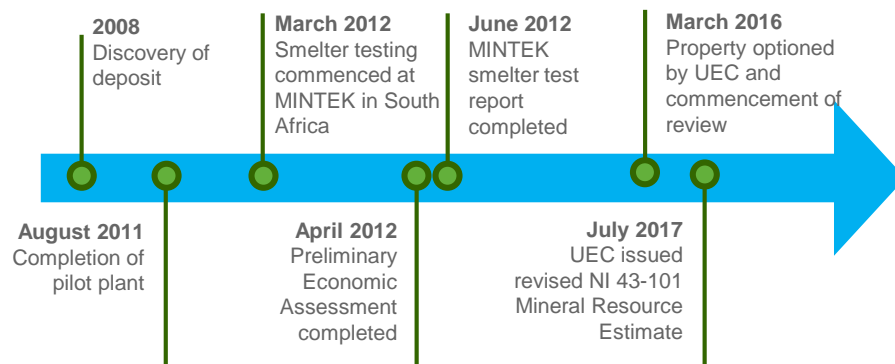 2008
Discovery of
deposit
March 2012
Smelter testing
commenced at
MINTEK in South
Africa
June 2012
MINTEK
smelter test
report
completed
March 2016
Property optioned
by UEC and
commencement of
review
August 2011
Completion of
pilot plant
April 2012
Preliminary
Economic
Assessment
completed
July 2017
UEC issued
revised NI 43-101
Mineral Resource
Estimate